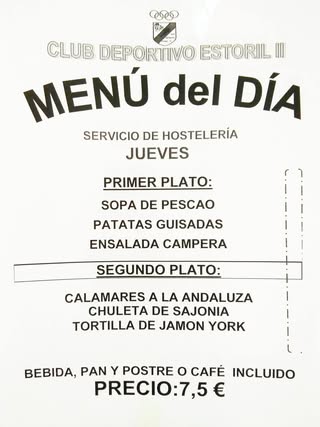 CLUB DEPORTIVO ESTORIL II
MENÚ del DÍA
SERVICIO DE HOSTELERÍA
JUEVES
PRIMER PLATO:
SOPA DE PESCAO
PATATAS GUISADAS
ENSALADA CAMPERA
SEGUNDO PLATO:
CALAMARES A LA ANDALUZA
CHULETA DE SAJONIA
TORTILLA DE JAMON YORK
BEBIDA, PAN Y POSTRE O CAFÉ INCLUIDO
PRECIO:7,5 €